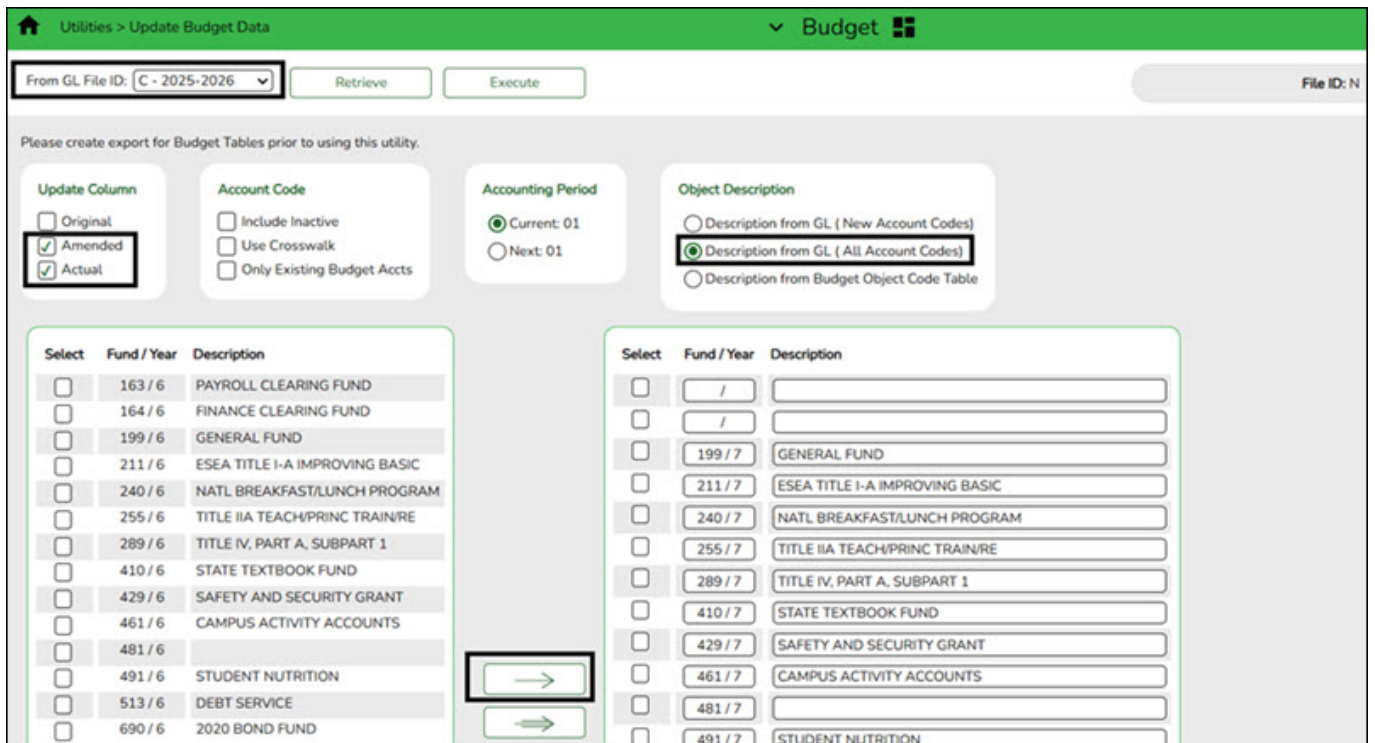 Utilities > Update Budget Data
Budget
From GL File ID: C - 2025-2026
Retrieve
Execute
File ID: N
Please create export for Budget Tables prior to using this utility.
Update Column
Original
Amended
Actual
Account Code
Include Inactive
Use Crosswalk
Only Existing Budget Accts
Accounting Period
Current: 01
Next: 01
Object Description
Description from GL ( New Account Codes)
Description from GL ( All Account Codes)
Description from Budget Object Code Table
Select Fund / Year Description
163 / 6 PAYROLL CLEARING FUND
164 / 6 FINANCE CLEARING FUND
199 / 6 GENERAL FUND
211 / 6 ESEA TITLE I-A IMPROVING BASIC
240 / 6 NATL BREAKFAST/LUNCH PROGRAM
255 / 6 TITLE IIA TEACH/PRINC TRAIN/RE
289 / 6 TITLE IV, PART A, SUBPART 1
410 / 6 STATE TEXTBOOK FUND
429 / 6 SAFETY AND SECURITY GRANT
461 / 6 CAMPUS ACTIVITY ACCOUNTS
481 / 6
491 / 6 STUDENT NUTRITION
513 / 6 DEBT SERVICE
690 / 6 2020 BOND FUND
Select Fund / Year Description
/
/
199 / 7 GENERAL FUND
211 / 7 ESEA TITLE I-A IMPROVING BASIC
240 / 7 NATL BREAKFAST/LUNCH PROGRAM
255 / 7 TITLE IIA TEACH/PRINC TRAIN/RE
289 / 7 TITLE IV, PART A, SUBPART 1
410 / 7 STATE TEXTBOOK FUND
429 / 7 SAFETY AND SECURITY GRANT
461 / 7 CAMPUS ACTIVITY ACCOUNTS
481 / 7
491 / 7 STUDENT NUTRITION